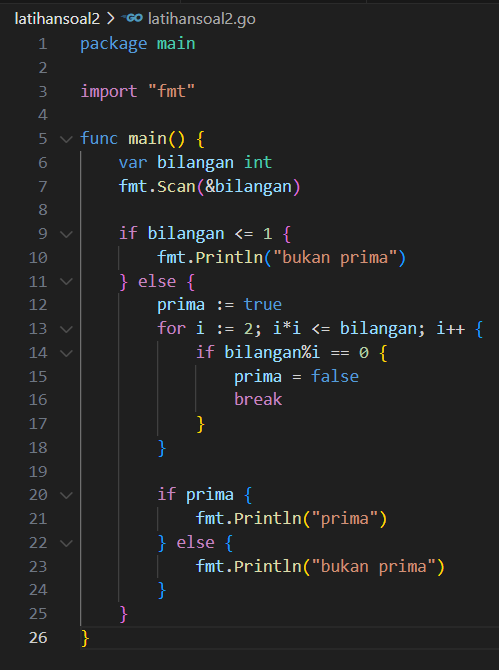 latihansoal2 > GO latihansoal2.go
1 package main
2
3 import "fmt"
4
5 func main() {
6     var bilangan int
7     fmt.Scan(&bilangan)
8
9     if bilangan <= 1 {
10         fmt.Println("bukan prima")
11     } else {
12         prima := true
13         for i := 2; i*i <= bilangan; i++ {
14             if bilangan%i == 0 {
15                 prima = false
16                 break
17             }
18         }
19
20         if prima {
21             fmt.Println("prima")
22         } else {
23             fmt.Println("bukan prima")
24         }
25     }
26 }